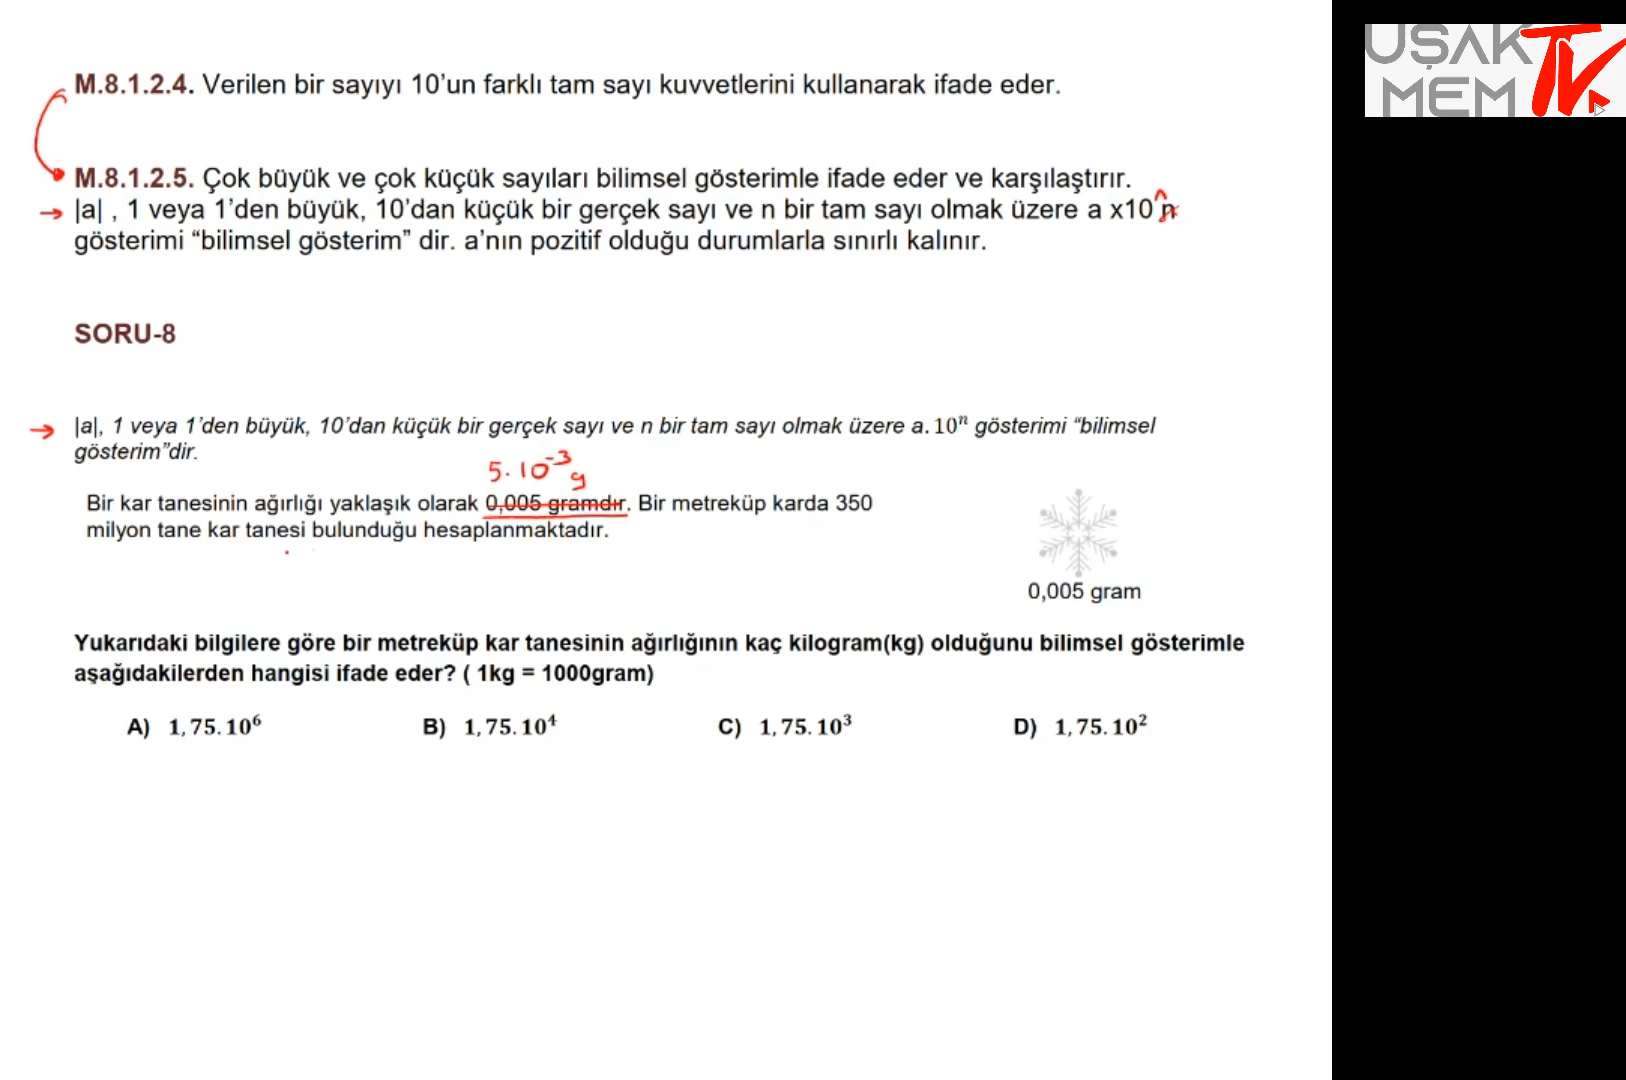 UŞAK TV
MEM
M.8.1.2.4. Verilen bir sayıyı 10’un farklı tam sayı kuvvetlerini kullanarak ifade eder.
M.8.1.2.5. Çok büyük ve çok küçük sayıları bilimsel gösterimle ifade eder ve karşılaştırır.
|a| , 1 veya 1’den büyük, 10’dan küçük bir gerçek sayı ve n bir tam sayı olmak üzere a x10 n
gösterimi “bilimsel gösterim” dir. a’nın pozitif olduğu durumlarla sınırlı kalınır.
SORU-8
|a|, 1 veya 1’den büyük, 10’dan küçük bir gerçek sayı ve n bir tam sayı olmak üzere a. 10ⁿ gösterimi “bilimsel
gösterim”dir.
5. 10⁻³ g
Bir kar tanesinin ağırlığı yaklaşık olarak 0,005 gramdır. Bir metreküp karda 350
milyon tane kar tanesi bulunduğu hesaplanmaktadır.
0,005 gram
Yukarıdaki bilgilere göre bir metreküp kar tanesinin ağırlığının kaç kilogram(kg) olduğunu bilimsel gösterimle
aşağıdakilerden hangisi ifade eder? ( 1kg = 1000gram)
A) 1, 75. 10⁶ B) 1, 75. 10⁴ C) 1, 75. 10³ D) 1, 75. 10²